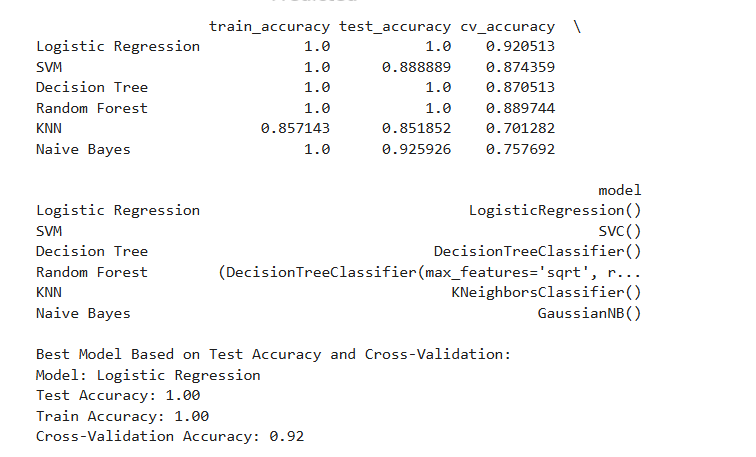 train_accuracy test_accuracy cv_accuracy \
Logistic Regression 1.0 1.0 0.920513
SVM 1.0 0.888889 0.874359
Decision Tree 1.0 1.0 0.870513
Random Forest 1.0 1.0 0.889744
KNN 0.857143 0.851852 0.701282
Naive Bayes 1.0 0.925926 0.757692
model
Logistic Regression LogisticRegression()
SVM SVC()
Decision Tree DecisionTreeClassifier()
Random Forest (DecisionTreeClassifier(max_features='sqrt', r...
KNN KNeighborsClassifier()
Naive Bayes GaussianNB()
Best Model Based on Test Accuracy and Cross-Validation:
Model: Logistic Regression
Test Accuracy: 1.00
Train Accuracy: 1.00
Cross-Validation Accuracy: 0.92